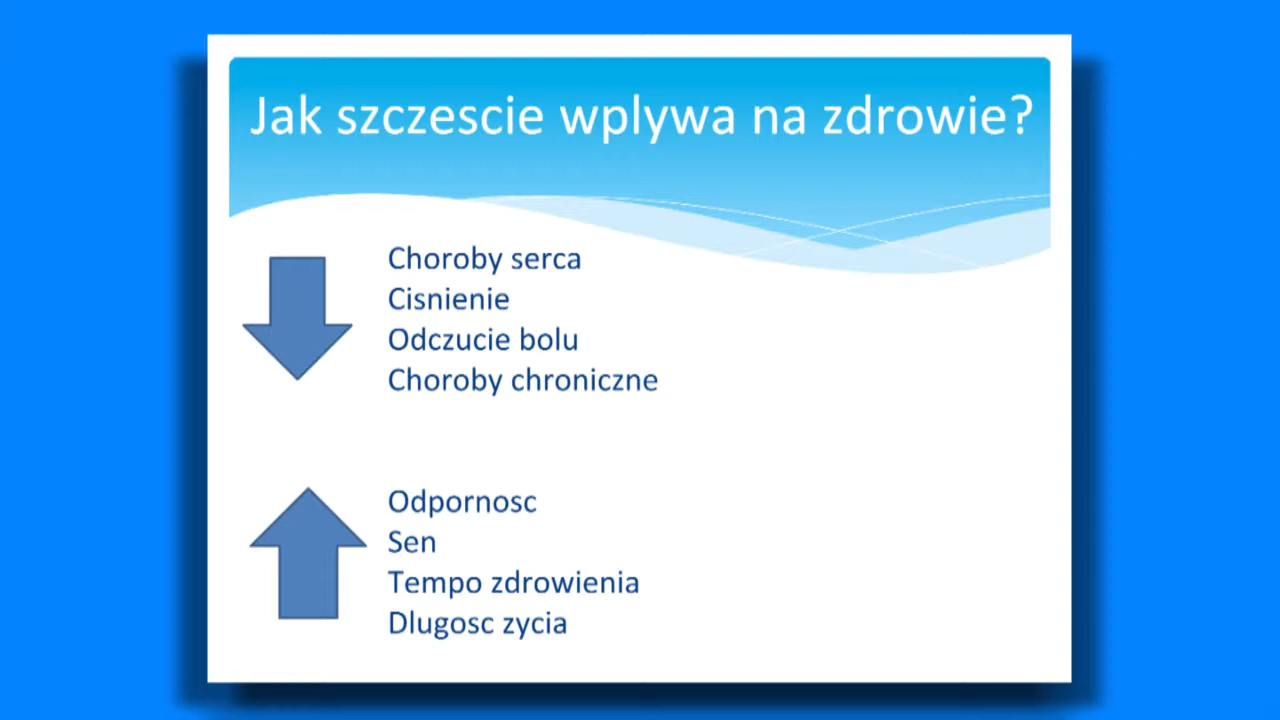 Jak szczescie wplywa na zdrowie?
Choroby serca
Cisnienie
Odczucie bolu
Choroby chroniczne
Odpornosc
Sen
Tempo zdrowienia
Dlugosc zycia